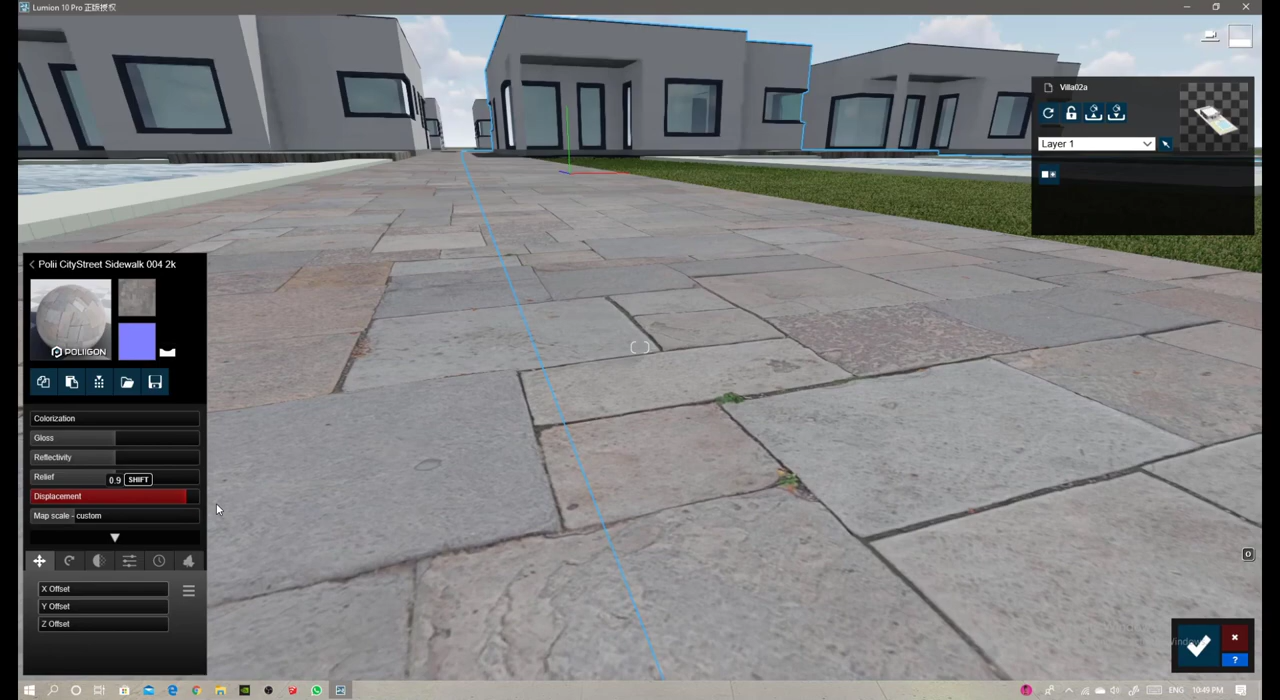 Lumion 10 Pro 正版授权
Villa02a
Layer 1
Polii CityStreet Sidewalk 004 2k
POLIIGON
Colorization
Gloss
Reflectivity
Relief
0.9 SHIFT
Displacement
Map scale - custom
X Offset
Y Offset
Z Offset
O
Window
?
ENG 10:49 PM